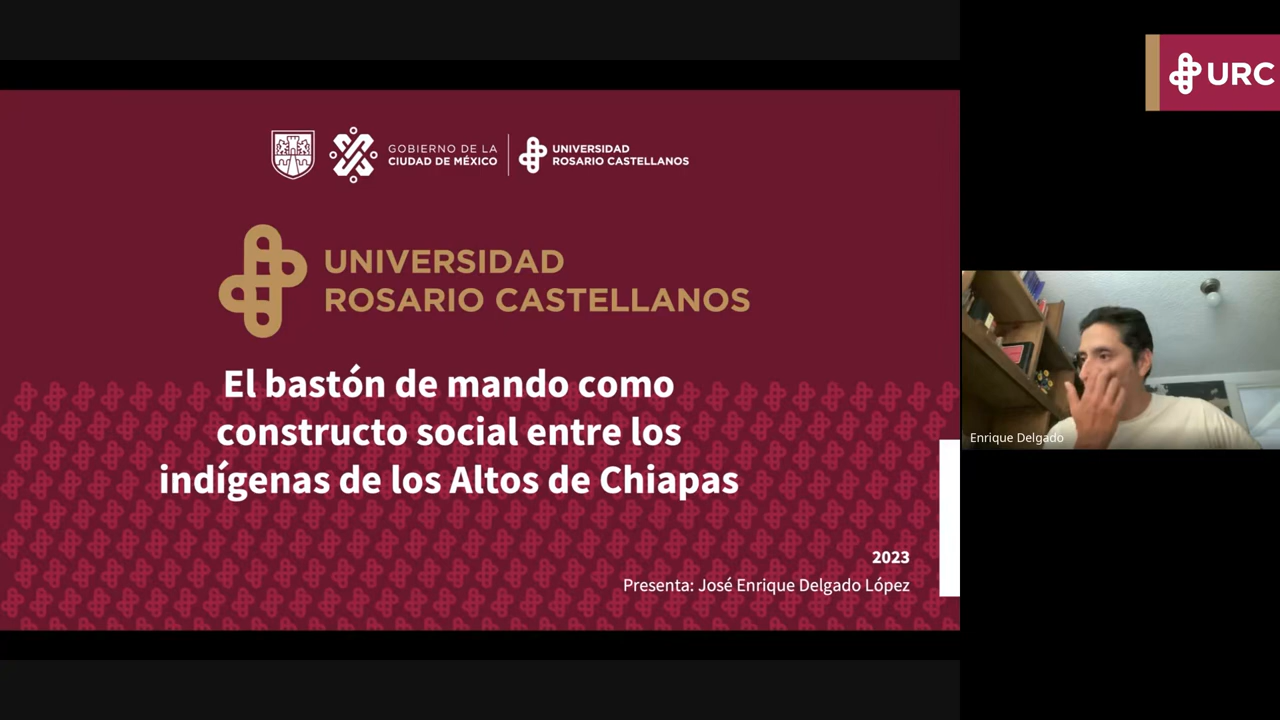 GOBIERNO DE LA
CIUDAD DE MÉXICO
UNIVERSIDAD
ROSARIO CASTELLANOS
UNIVERSIDAD
ROSARIO CASTELLANOS
El bastón de mando como
constructo social entre los
indígenas de los Altos de Chiapas
2023
Presenta: José Enrique Delgado López
URC
Enrique Delgado